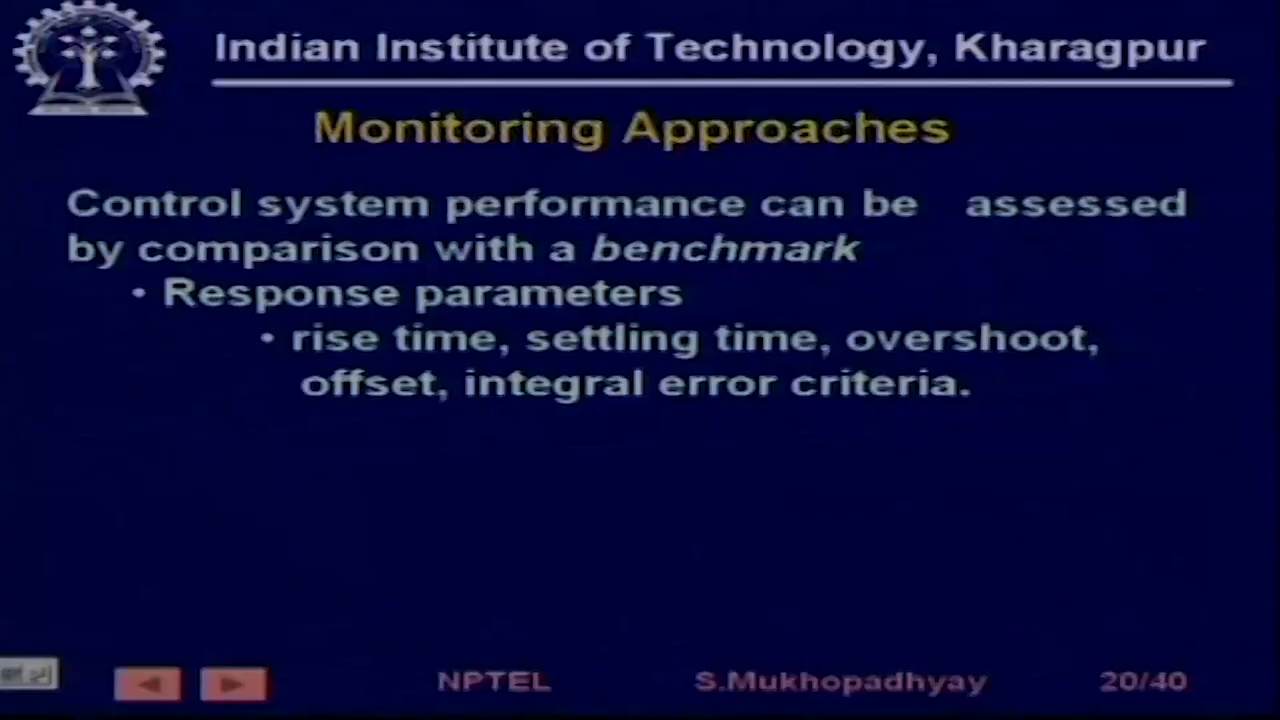 Indian Institute of Technology, Kharagpur
Monitoring Approaches
Control system performance can be assessed
by comparison with a benchmark
• Response parameters
• rise time, settling time, overshoot,
offset, integral error criteria.
NPTEL S.Mukhopadhyay 20/40